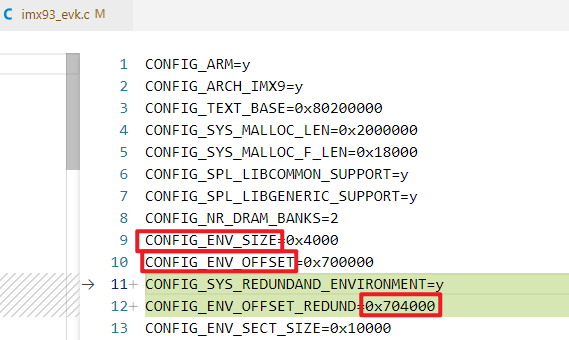 C imx93_evk.c M
1 CONFIG_ARM=y
2 CONFIG_ARCH_IMX9=y
3 CONFIG_TEXT_BASE=0x80200000
4 CONFIG_SYS_MALLOC_LEN=0x2000000
5 CONFIG_SYS_MALLOC_F_LEN=0x18000
6 CONFIG_SPL_LIBCOMMON_SUPPORT=y
7 CONFIG_SPL_LIBGENERIC_SUPPORT=y
8 CONFIG_NR_DRAM_BANKS=2
9 CONFIG_ENV_SIZE=0x4000
10 CONFIG_ENV_OFFSET=0x700000
→ 11+ CONFIG_SYS_REDUNDAND_ENVIRONMENT=y
12+ CONFIG_ENV_OFFSET_REDUND=0x704000
13 CONFIG_ENV_SECT_SIZE=0x10000